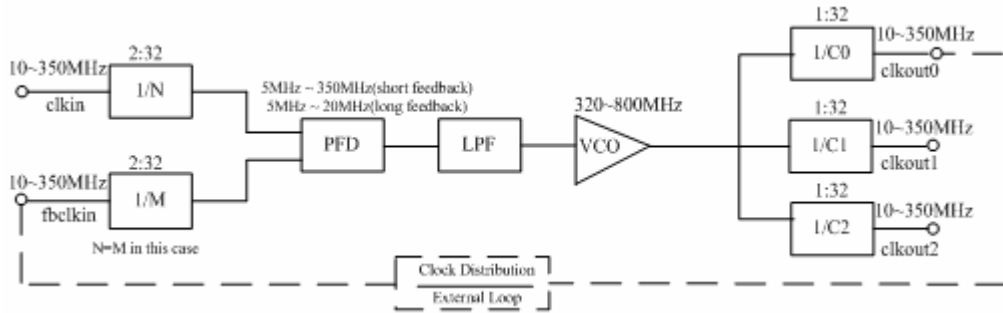 2:32
10~350MHz
clkin
1/N
5MHz ~ 350MHz(short feedback)
5MHz ~ 20MHz(long feedback)
PFD
LPF
320~800MHz
VCO
1:32
10~350MHz
1/C0
clkout0
1:32
10~350MHz
1/C1
clkout1
1:32
10~350MHz
1/C2
clkout2
2:32
10~350MHz
fbclkin
1/M
N=M in this case
Clock Distribution
External Loop